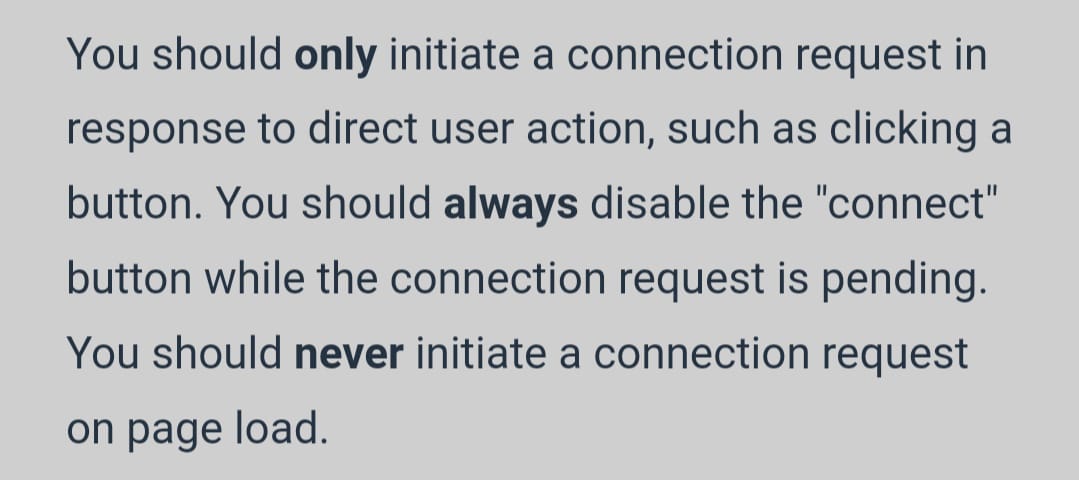 You should only initiate a connection request in
response to direct user action, such as clicking a
button. You should always disable the "connect"
button while the connection request is pending.
You should never initiate a connection request
on page load.